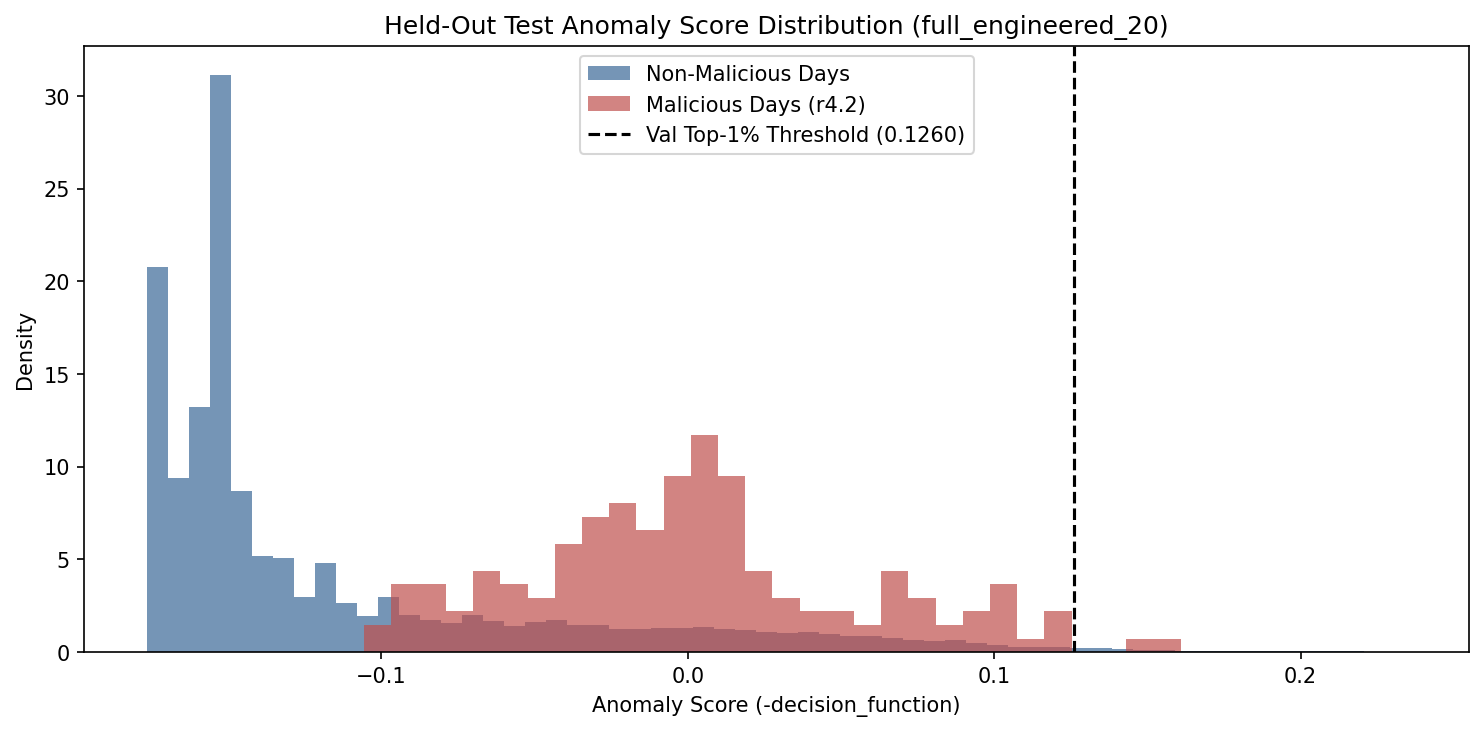 Held-Out Test Anomaly Score Distribution (full_engineered_20)
Non-Malicious Days
Malicious Days (r4.2)
Val Top-1% Threshold (0.1260)
Density
30
25
20
15
10
5
0
−0.1
0.0
0.1
0.2
Anomaly Score (-decision_function)